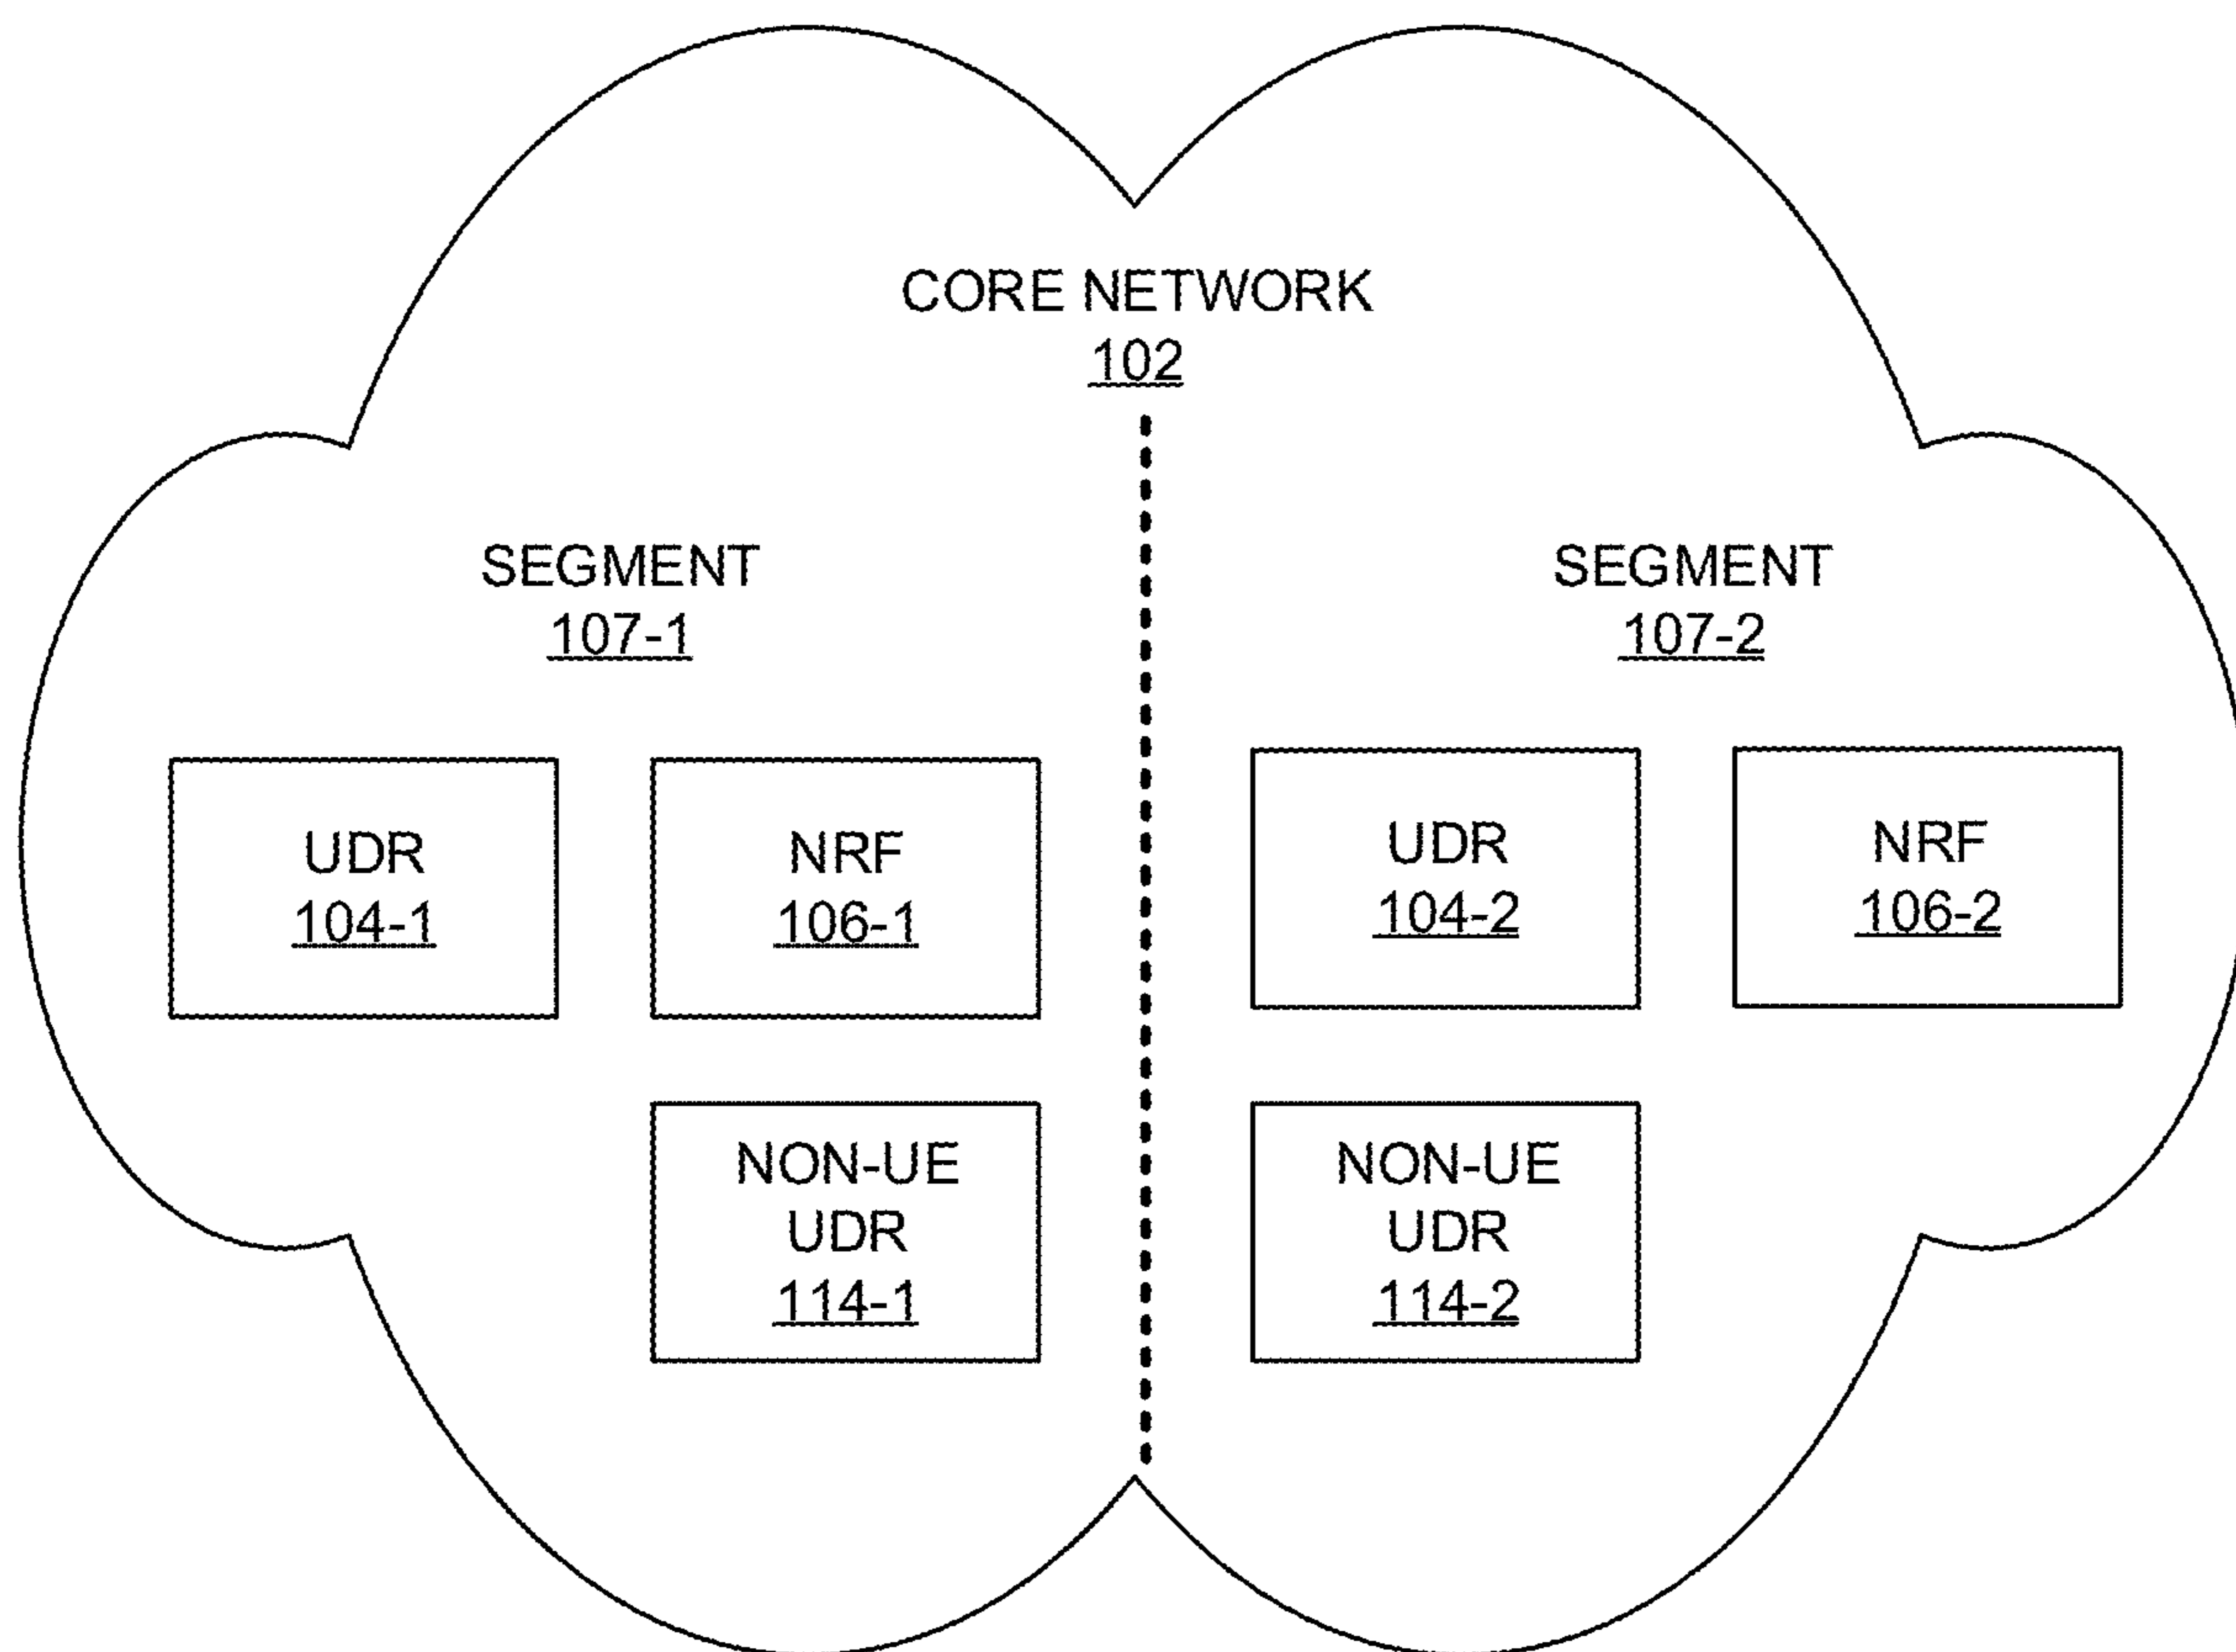 CORE NETWORK
102
SEGMENT
107-1
SEGMENT
107-2
UDR
104-1
NRF
106-1
UDR
104-2
NRF
106-2
NON-UE
UDR
114-1
NON-UE
UDR
114-2